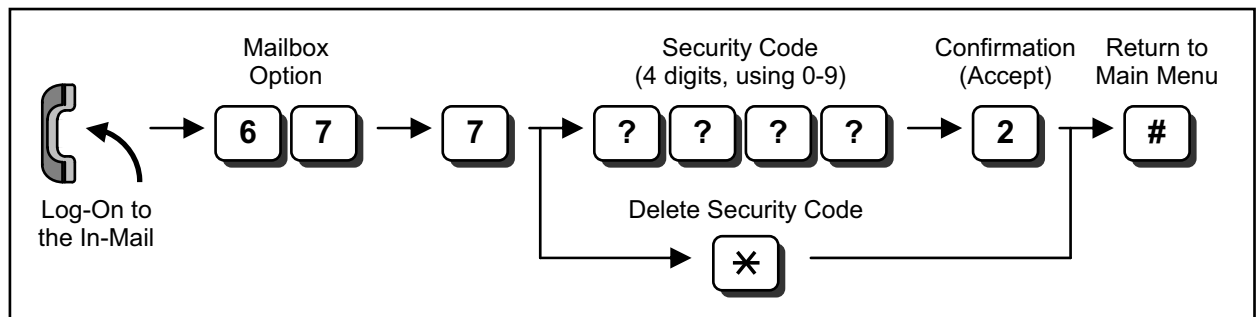 Mailbox
Option
Security Code
(4 digits, using 0-9)
Confirmation
(Accept)
Return to
Main Menu
6 7 7 ? ? ? ? 2 #
Log-On to
the In-Mail
Delete Security Code
*